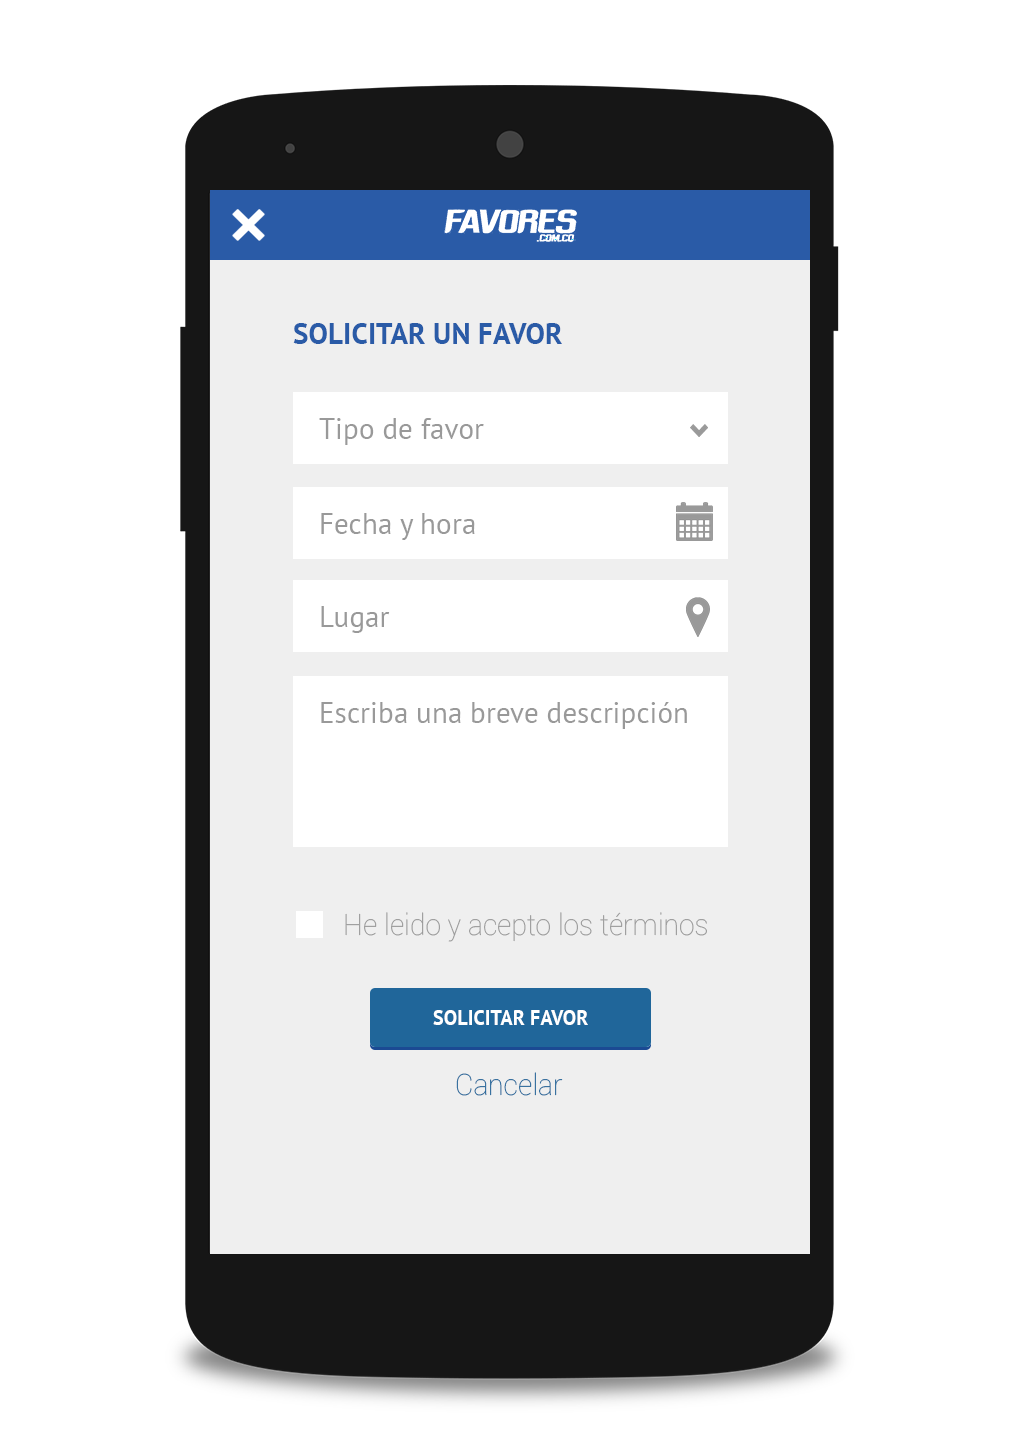 FAVORES
.COM.CO
SOLICITAR UN FAVOR
Tipo de favor
Fecha y hora
Lugar
Escriba una breve descripción
He leido y acepto los términos
SOLICITAR FAVOR
Cancelar